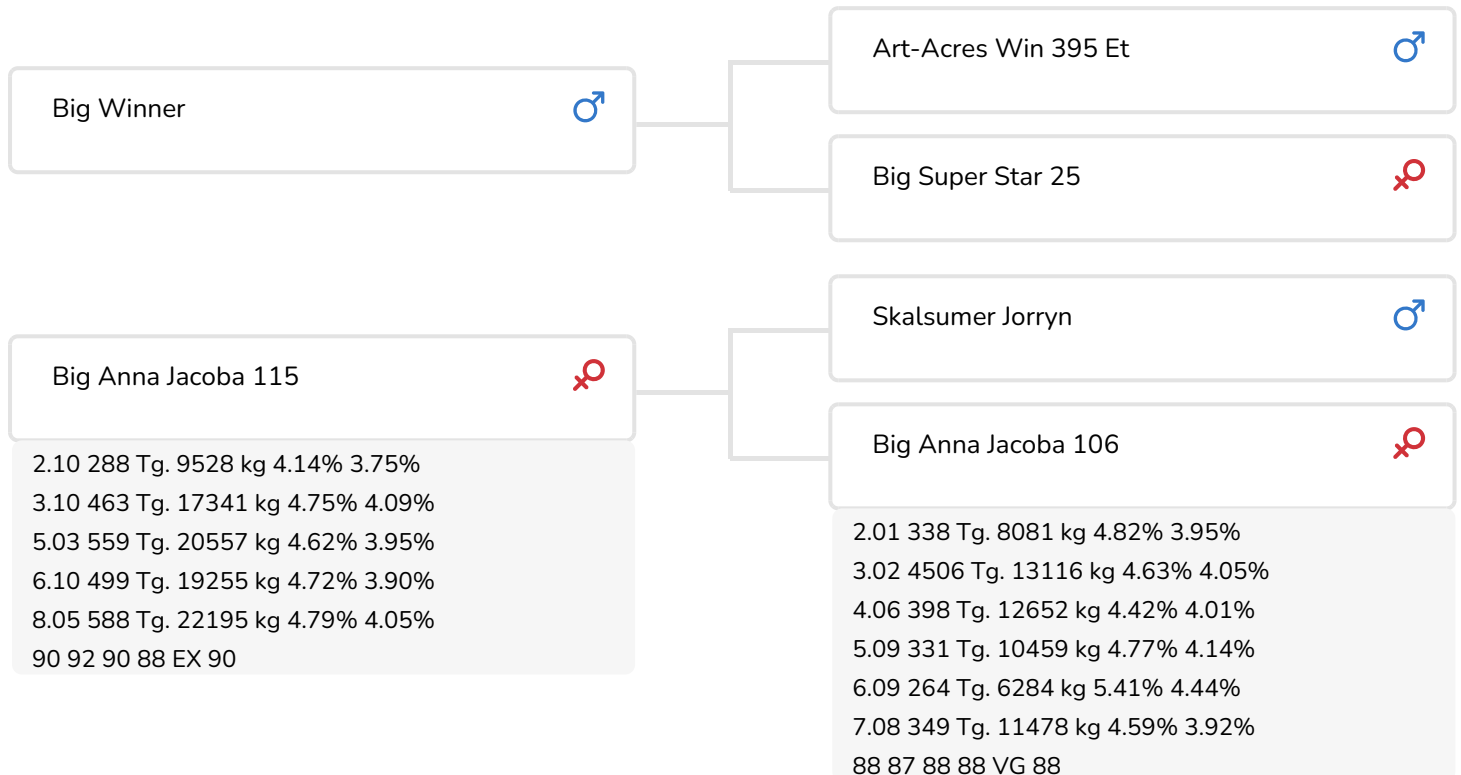 Big Winner
Art-Acres Win 395 Et
Big Super Star 25
Big Anna Jacoba 115
2.10 288 Tg. 9528 kg 4.14% 3.75%
3.10 463 Tg. 17341 kg 4.75% 4.09%
5.03 559 Tg. 20557 kg 4.62% 3.95%
6.10 499 Tg. 19255 kg 4.72% 3.90%
8.05 588 Tg. 22195 kg 4.79% 4.05%
90 92 90 88 EX 90
Skalsumer Jorryn
Big Anna Jacoba 106
2.01 338 Tg. 8081 kg 4.82% 3.95%
3.02 4506 Tg. 13116 kg 4.63% 4.05%
4.06 398 Tg. 12652 kg 4.42% 4.01%
5.09 331 Tg. 10459 kg 4.77% 4.14%
6.09 264 Tg. 6284 kg 5.41% 4.44%
7.08 349 Tg. 11478 kg 4.59% 3.92%
88 87 88 88 VG 88